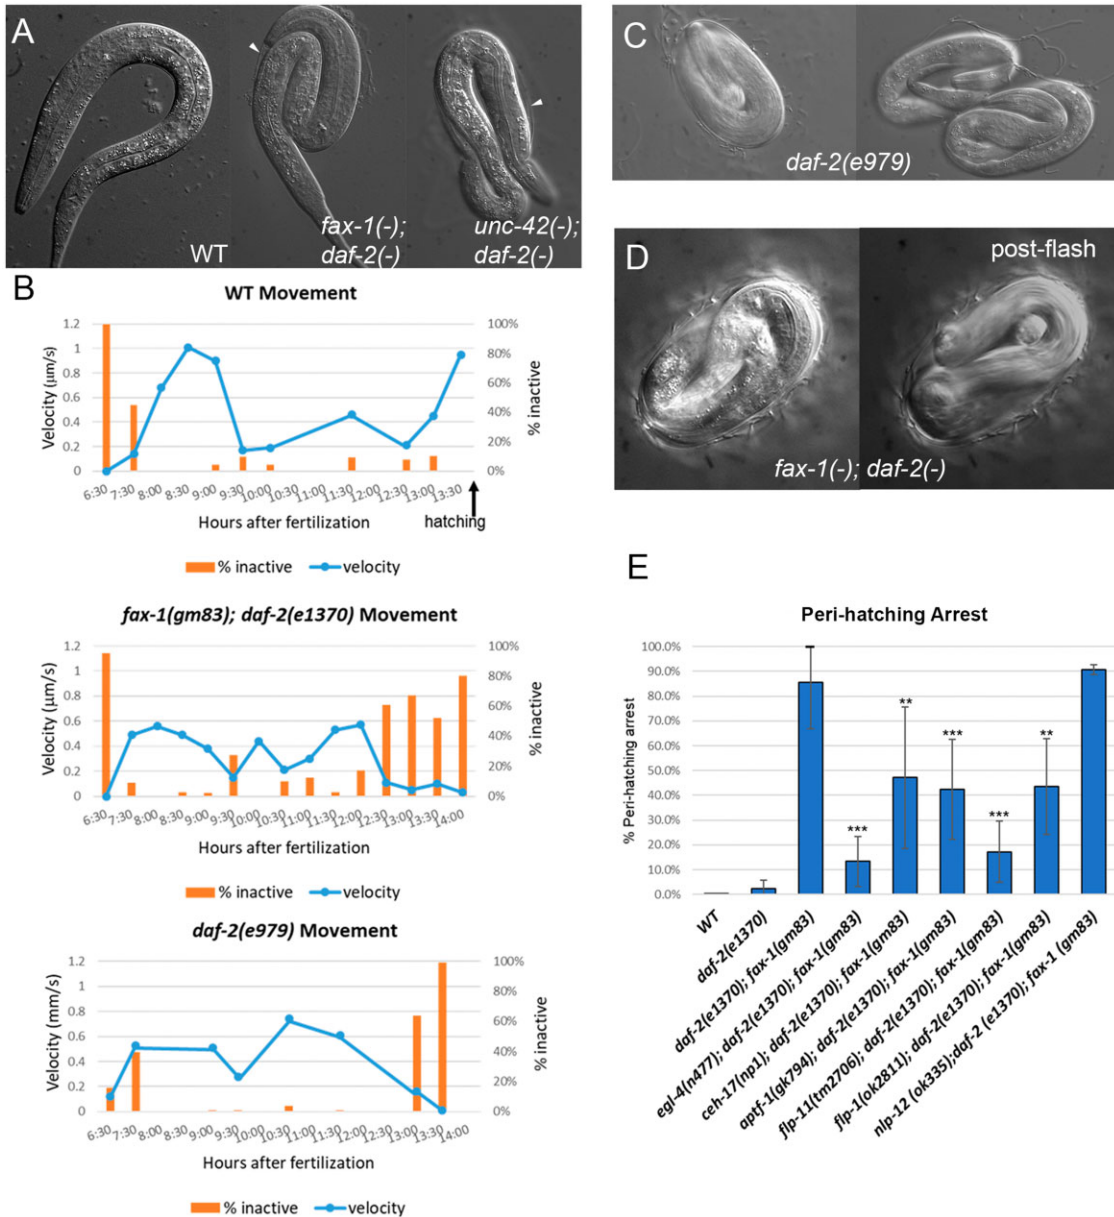 A
WT
fax-1(-);
daf-2(-)
unc-42(-);
daf-2(-)
B
WT Movement
Velocity (µm/s)
1.2
1
0.8
0.6
0.4
0.2
0
100%
80%
60%
40%
20%
0%
% inactive
6:30 7:30 8:00 8:30 9:00 9:30 10:00 10:30 11:00 11:30 12:00 12:30 13:00 13:30
Hours after fertilization
hatching
% inactive velocity
fax-1(gm83); daf-2(e1370) Movement
Velocity (µm/s)
1.2
1
0.8
0.6
0.4
0.2
0
100%
80%
60%
40%
20%
0%
% inactive
6:30 7:30 8:00 8:30 9:00 9:30 10:00 10:30 11:00 11:30 12:00 12:30 13:00 13:30 14:00
Hours after fertilization
% inactive velocity
daf-2(e979) Movement
Velocity (mm/s)
1.2
1
0.8
0.6
0.4
0.2
0
100%
80%
60%
40%
20%
0%
% inactive
6:30 7:30 8:00 8:30 9:00 9:30 10:00 10:30 11:00 11:30 12:00 12:30 13:00 13:30 14:00
Hours after fertilization
% inactive velocity
C
daf-2(e979)
D
post-flash
fax-1(-); daf-2(-)
E
Peri-hatching Arrest
% Peri-hatching arrest
100.0%
90.0%
80.0%
70.0%
60.0%
50.0%
40.0%
30.0%
20.0%
10.0%
0.0%
***
**
***
***
**
WT
daf-2(e1370)
daf-2(e1370); fax-1(gm83)
egl-4(n477); daf-2(e1370); fax-1(gm83)
ceh-17(np1); daf-2(e1370); fax-1(gm83)
aptf-1(gk794); daf-2(e1370); fax-1(gm83)
flp-11(tm2706); daf-2(e1370); fax-1(gm83)
flp-1(ok2811); daf-2(e1370); fax-1(gm83)
nlp-12 (ok335);daf-2 (e1370); fax-1 (gm83)